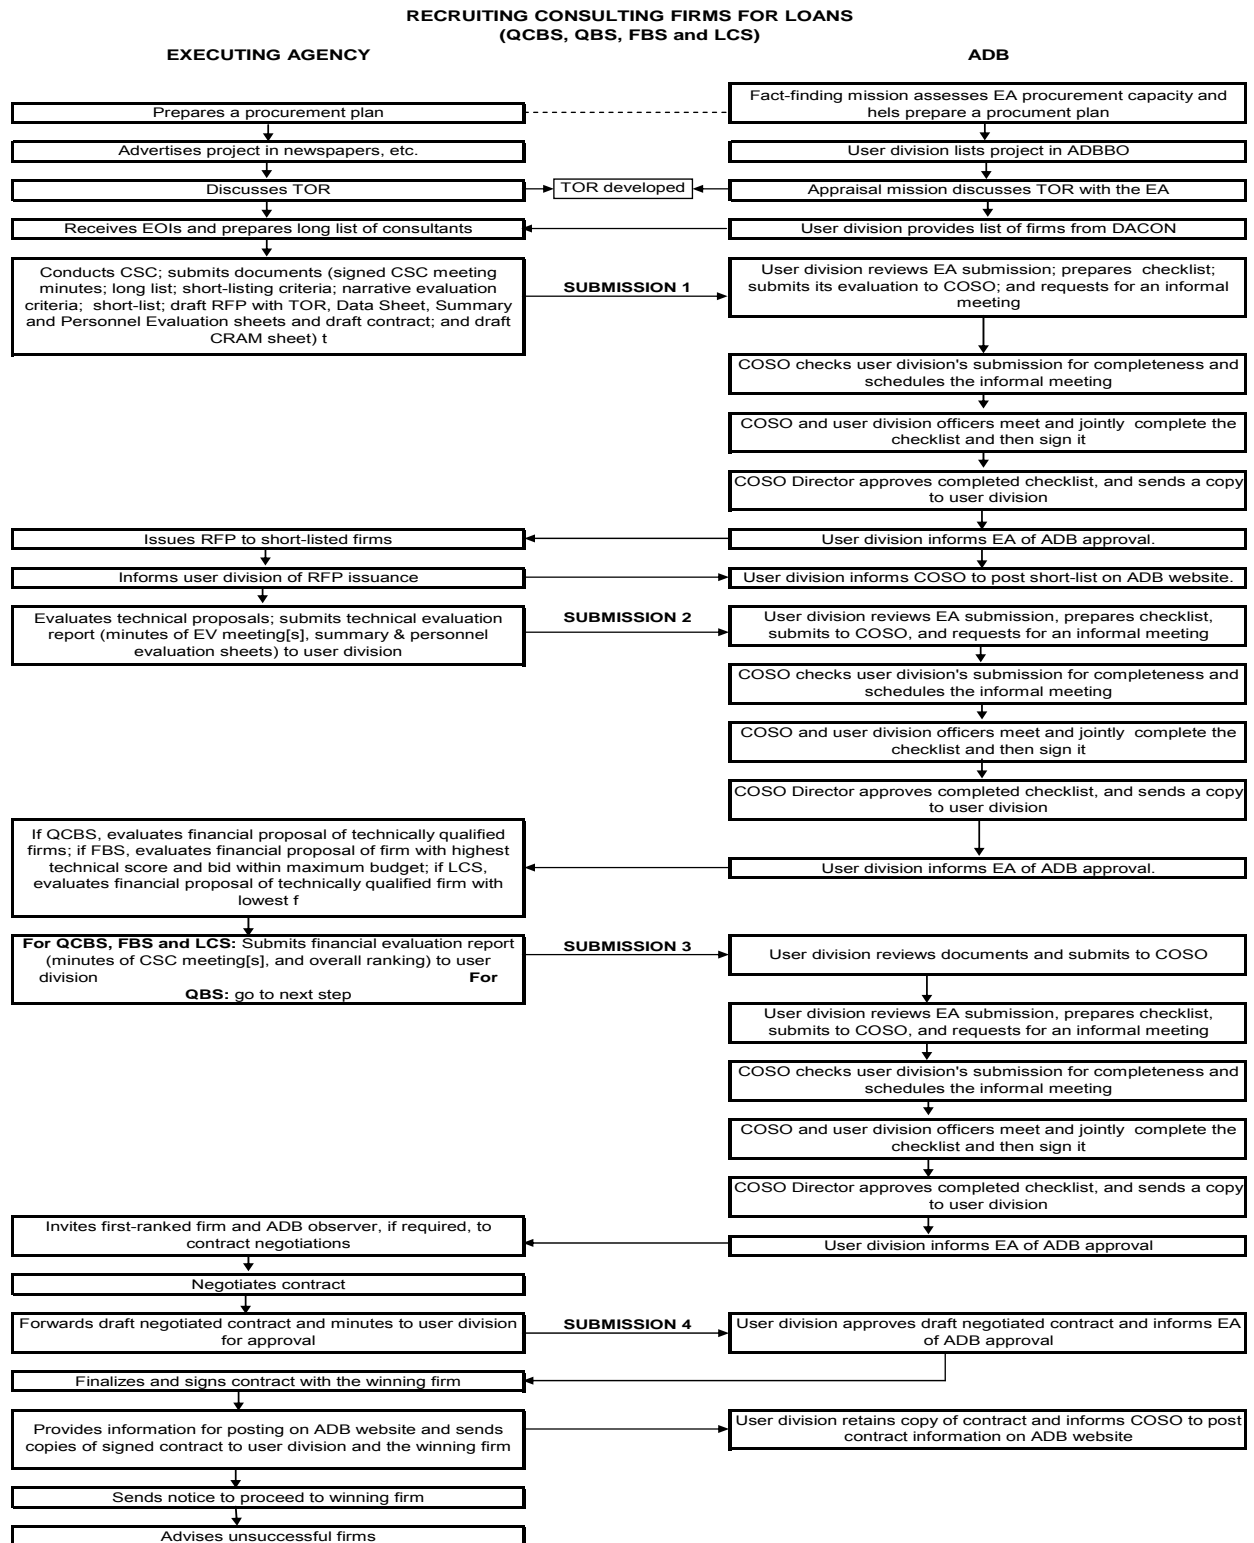 RECRUITING CONSULTING FIRMS FOR LOANS
(QCBS, QBS, FBS and LCS)
EXECUTING AGENCY
ADB
Prepares a procurement plan
Fact-finding mission assesses EA procurement capacity and
hels prepare a procument plan
Advertises project in newspapers, etc.
User division lists project in ADBBO
Discusses TOR
TOR developed
Appraisal mission discusses TOR with the EA
Receives EOIs and prepares long list of consultants
User division provides list of firms from DACON
Conducts CSC; submits documents (signed CSC meeting
minutes; long list; short-listing criteria; narrative evaluation
criteria; short-list; draft RFP with TOR, Data Sheet, Summary
and Personnel Evaluation sheets and draft contract; and draft
CRAM sheet) t
SUBMISSION 1
User division reviews EA submission; prepares checklist;
submits its evaluation to COSO; and requests for an informal
meeting
COSO checks user division's submission for completeness and
schedules the informal meeting
COSO and user division officers meet and jointly complete the
checklist and then sign it
COSO Director approves completed checklist, and sends a copy
to user division
Issues RFP to short-listed firms
User division informs EA of ADB approval.
Informs user division of RFP issuance
User division informs COSO to post short-list on ADB website.
Evaluates technical proposals; submits technical evaluation
report (minutes of EV meeting[s], summary & personnel
evaluation sheets) to user division
SUBMISSION 2
User division reviews EA submission, prepares checklist,
submits to COSO, and requests for an informal meeting
COSO checks user division's submission for completeness and
schedules the informal meeting
COSO and user division officers meet and jointly complete the
checklist and then sign it
COSO Director approves completed checklist, and sends a copy
to user division
If QCBS, evaluates financial proposal of technically qualified
firms; if FBS, evaluates financial proposal of firm with highest
technical score and bid within maximum budget; if LCS,
evaluates financial proposal of technically qualified firm with
lowest f
User division informs EA of ADB approval.
For QCBS, FBS and LCS: Submits financial evaluation report
(minutes of CSC meeting[s], and overall ranking) to user
division For
QBS: go to next step
SUBMISSION 3
User division reviews documents and submits to COSO
User division reviews EA submission, prepares checklist,
submits to COSO, and requests for an informal meeting
COSO checks user division's submission for completeness and
schedules the informal meeting
COSO and user division officers meet and jointly complete the
checklist and then sign it
COSO Director approves completed checklist, and sends a copy
to user division
Invites first-ranked firm and ADB observer, if required, to
contract negotiations
User division informs EA of ADB approval
Negotiates contract
Forwards draft negotiated contract and minutes to user division
for approval
SUBMISSION 4
User division approves draft negotiated contract and informs EA
of ADB approval
Finalizes and signs contract with the winning firm
Provides information for posting on ADB website and sends
copies of signed contract to user division and the winning firm
User division retains copy of contract and informs COSO to post
contract information on ADB website
Sends notice to proceed to winning firm
Advises unsuccessful firms